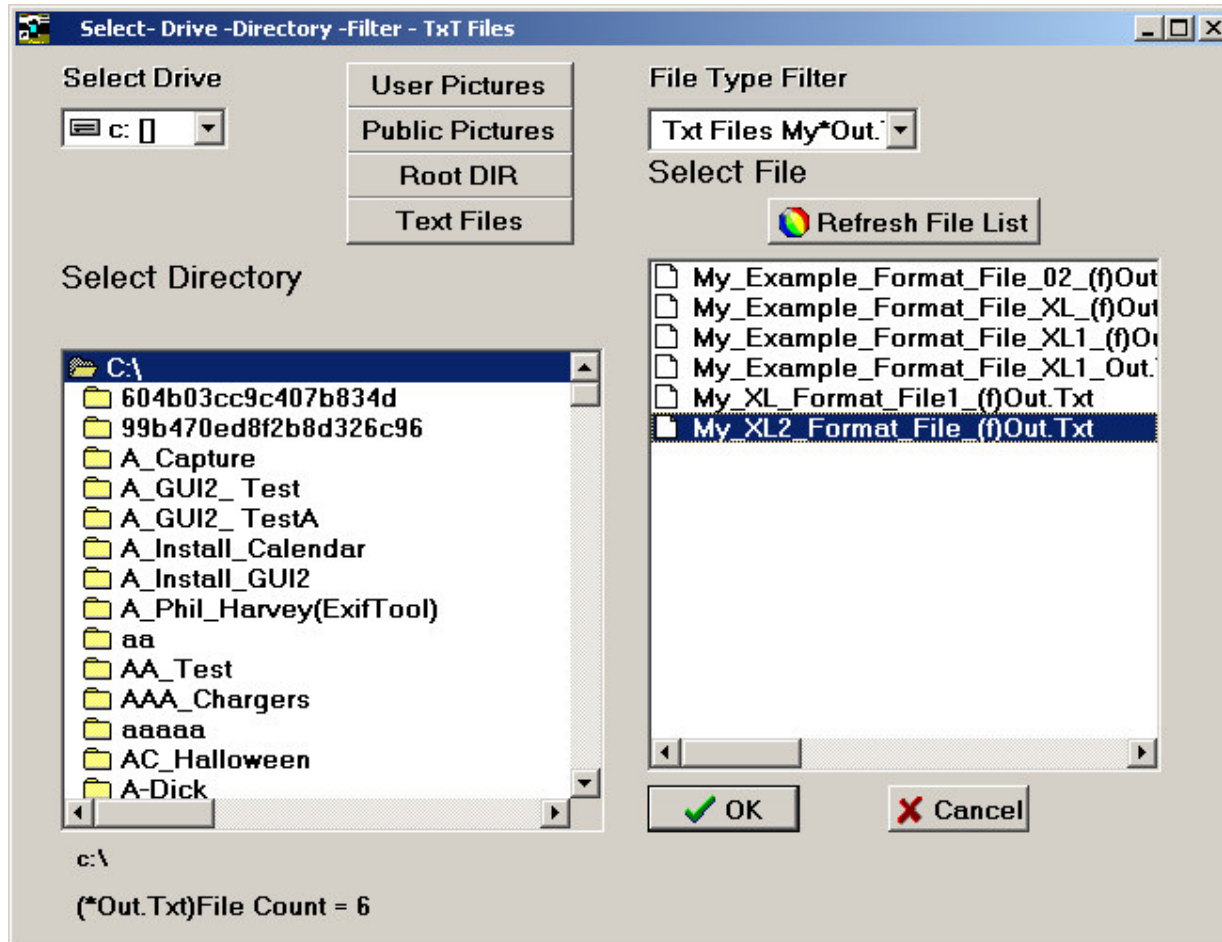 Select- Drive -Directory -Filter - TxT Files
Select Drive
c: []
User Pictures
Public Pictures
Root DIR
Text Files
File Type Filter
Txt Files My*Out.
Select File
Refresh File List
Select Directory
C:\
604b03cc9c407b834d
99b470ed8f2b8d326c96
A_Capture
A_GUI2_ Test
A_GUI2_ TestA
A_Install_Calendar
A_Install_GUI2
A_Phil_Harvey(ExifTool)
aa
AA_Test
AAA_Chargers
aaaaa
AC_Halloween
A-Dick
My_Example_Format_File_02_(f)Out
My_Example_Format_File_XL_(f)Out
My_Example_Format_File_XL1_(f)Ou
My_Example_Format_File_XL1_Out.
My_XL_Format_File1_(f)Out.Txt
My_XL2_Format_File_(f)Out.Txt
OK
Cancel
c:\
(*Out.Txt)File Count = 6